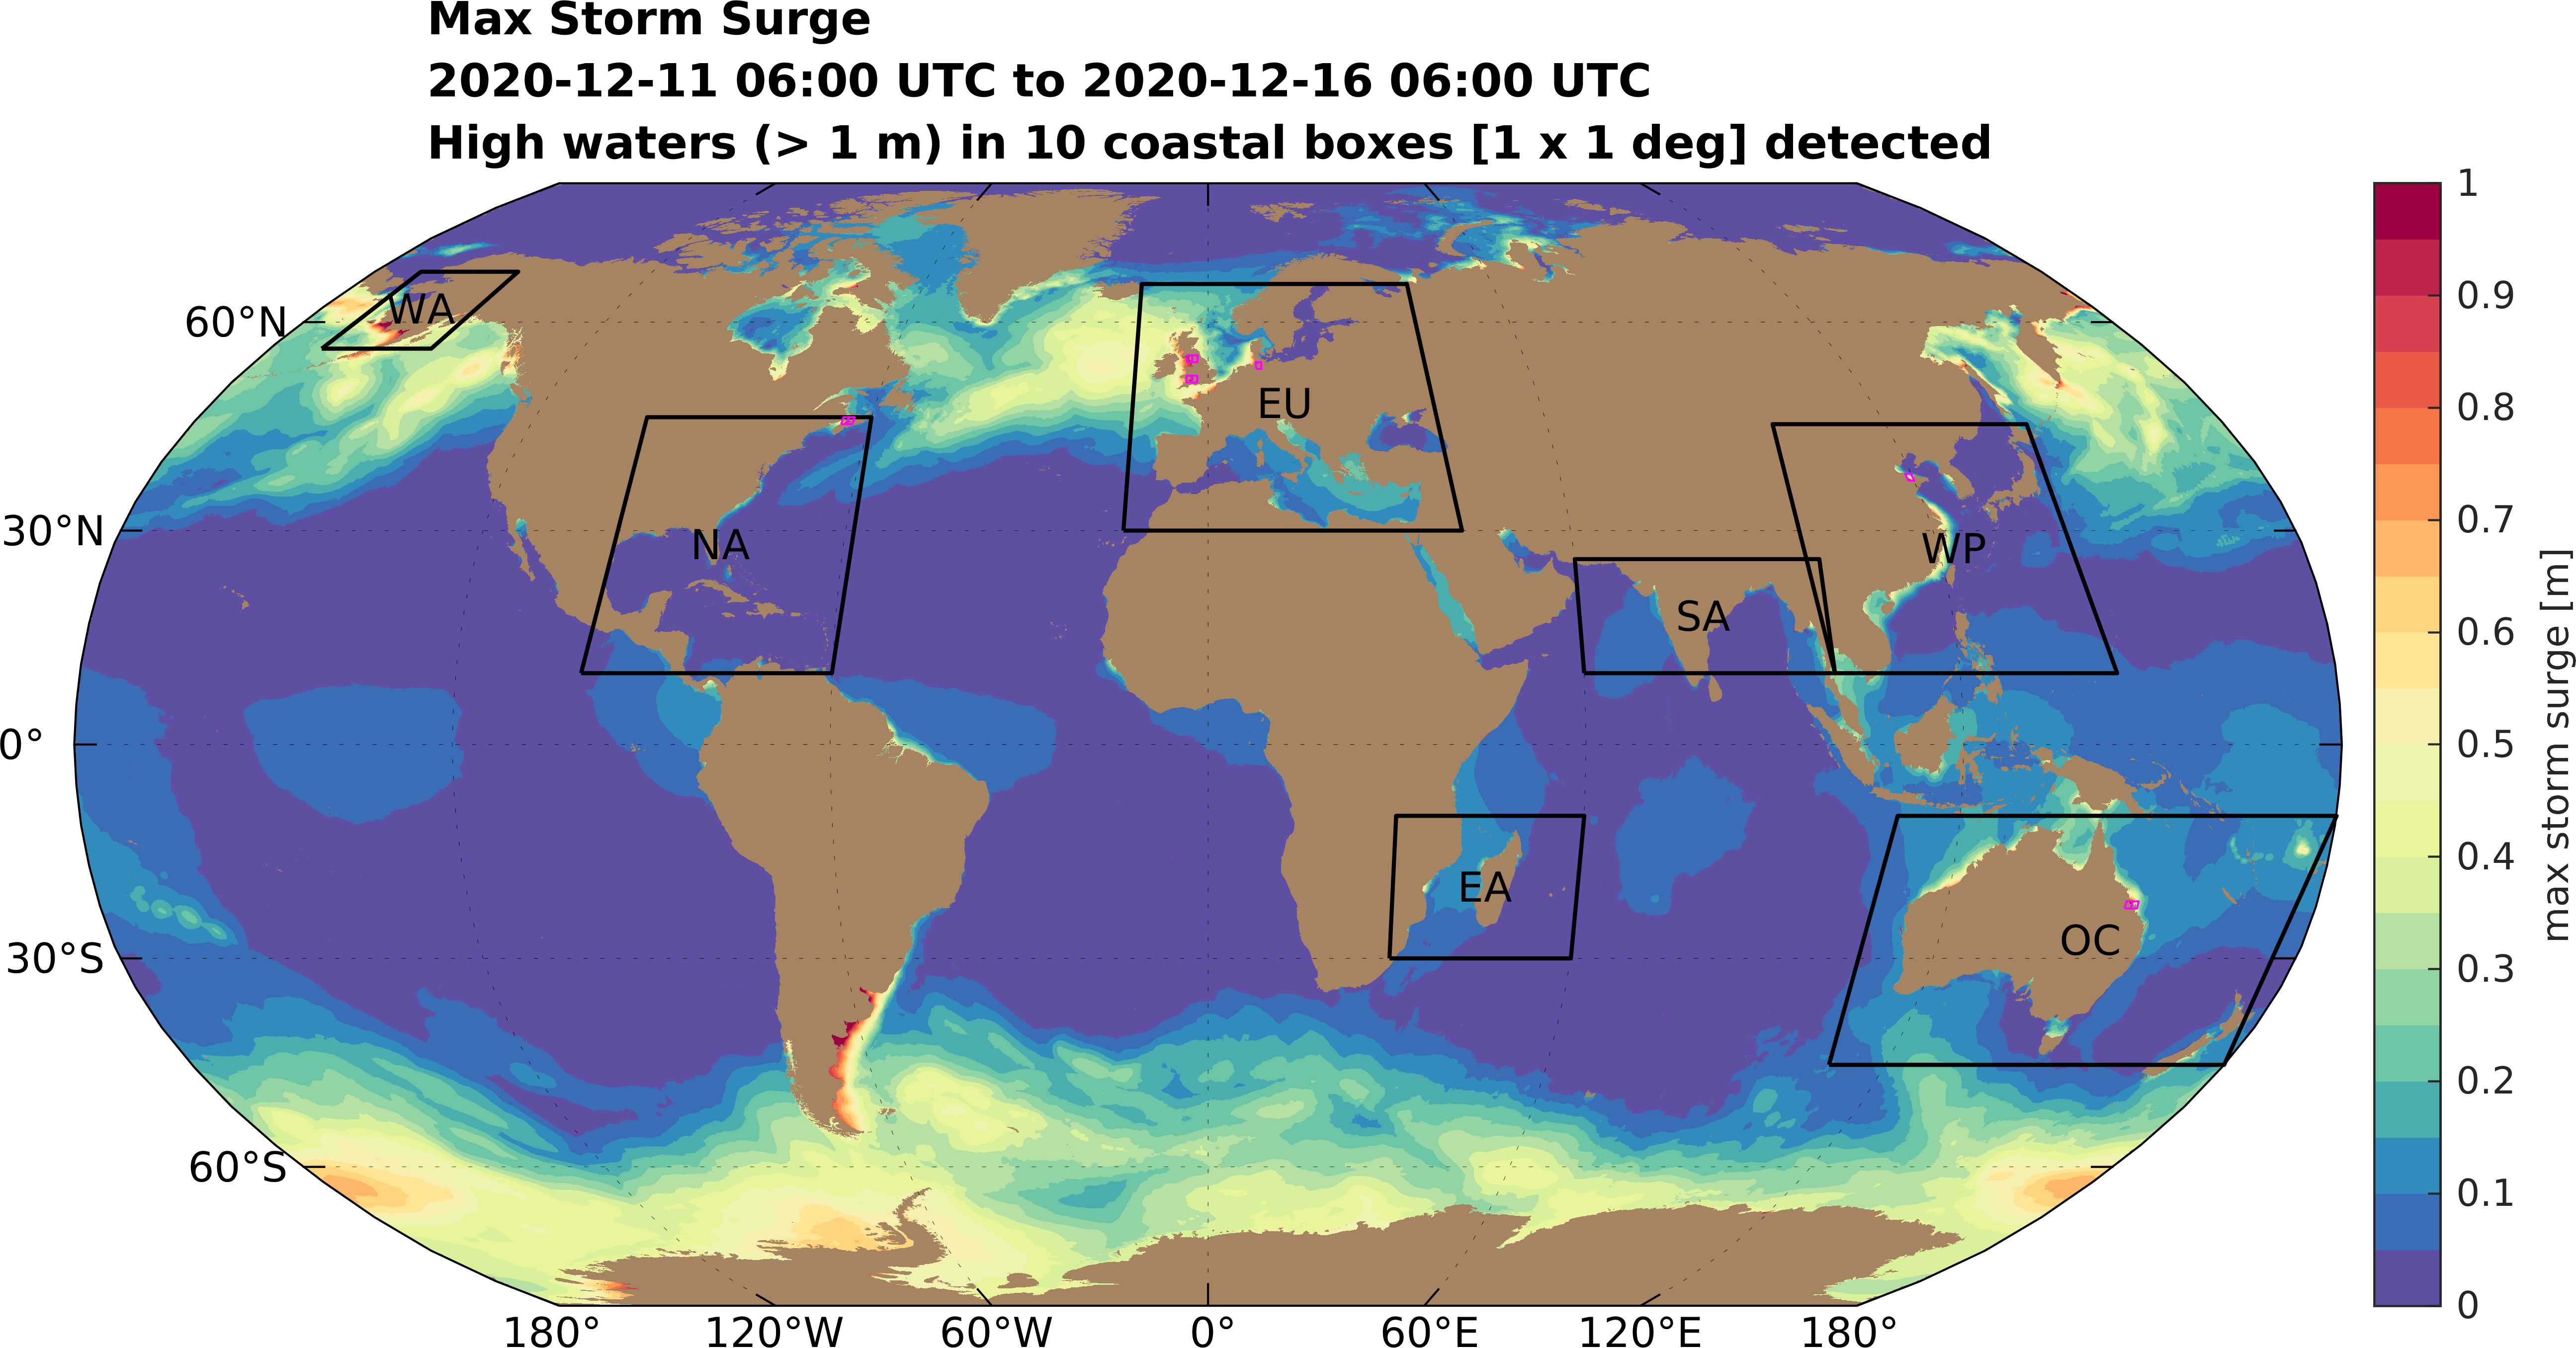 Max Storm Surge
2020-12-11 06:00 UTC to 2020-12-16 06:00 UTC
High waters (> 1 m) in 10 coastal boxes [1 x 1 deg] detected
WA
EU
NA
WP
SA
EA
OC
60°N
30°N
0°
30°S
60°S
180°
120°W
60°W
0°
60°E
120°E
180°
1
0.9
0.8
0.7
0.6
0.5
0.4
0.3
0.2
0.1
0
max storm surge [m]